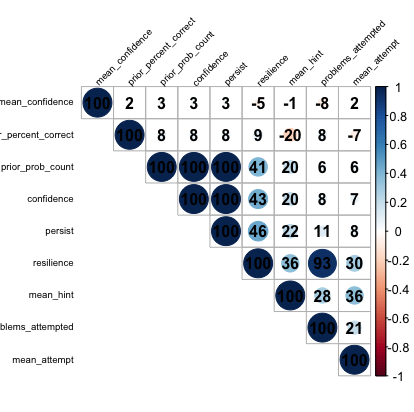 mean_confidence
prior_percent_correct
prior_prob_count
confidence
persist
resilience
mean_hint
problems_attempted
mean_attempt
mean_confidence 100 2 3 3 3 -5 -1 -8 2
r_percent_correct 100 8 8 8 9 -20 8 -7
prior_prob_count 100 100 100 41 20 6 6
confidence 100 100 43 20 8 7
persist 100 46 22 11 8
resilience 100 36 93 30
mean_hint 100 28 36
blems_attempted 100 21
mean_attempt 100
1
0.8
0.6
0.4
0.2
0
-0.2
-0.4
-0.6
-0.8
-1